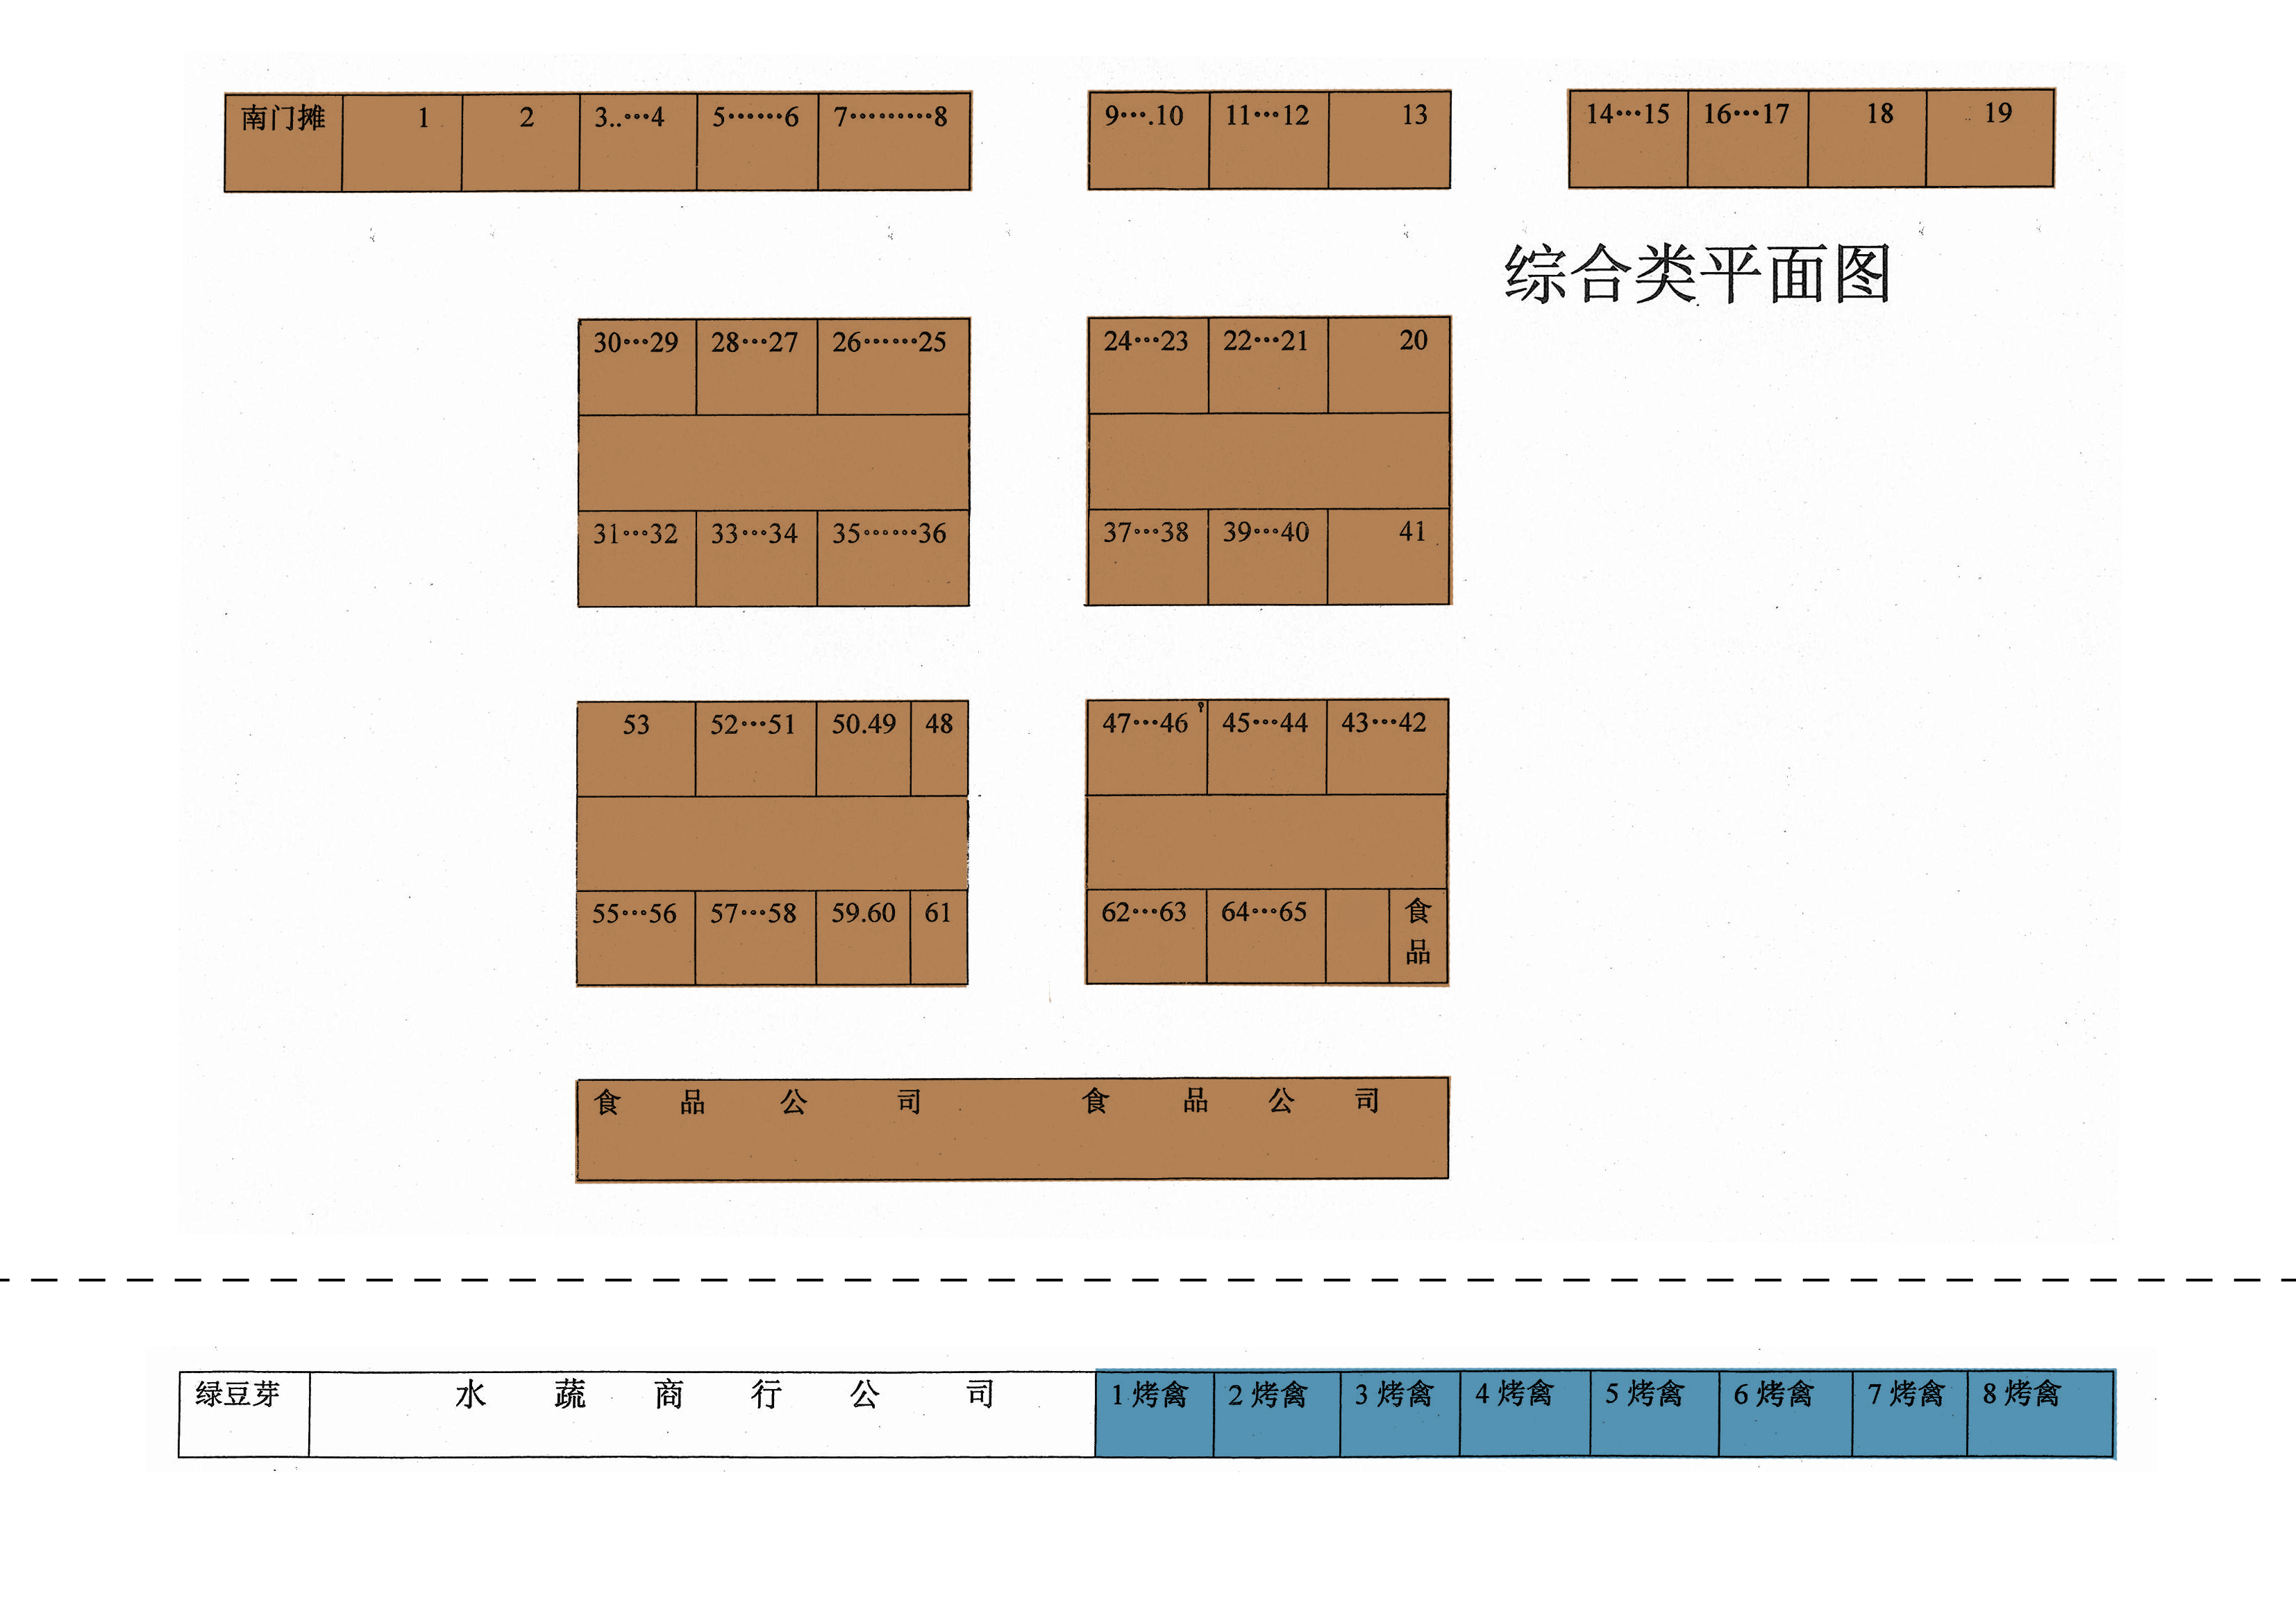 南门摊 1 2 3..…4 5……6 7………8 9….10 11…12 13 14…15 16…17 18 19
综合类平面图
30…29 28…27 26……25 24…23 22…21 20
31…32 33…34 35……36 37…38 39…40 41
53 52…51 50.49 48 47…46 45…44 43…42
55…56 57…58 59.60 61 62…63 64…65 食品
食品公司 食品公司
绿豆芽 水蔬商行公司 1烤禽 2烤禽 3烤禽 4烤禽 5烤禽 6烤禽 7烤禽 8烤禽